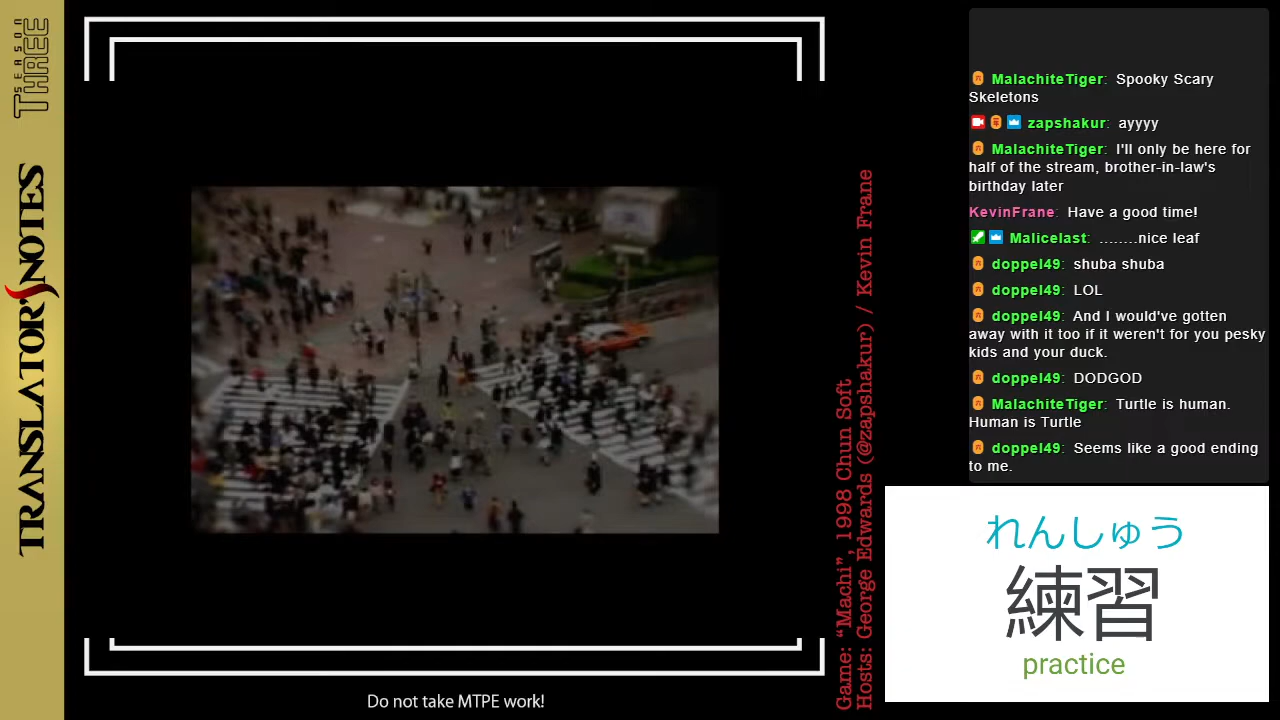 SEASON
THREE
TRANSLATOR'S NOTES
Game: “Machi”, 1998 Chun Soft
Hosts: George Edwards (@zapshakur) / Kevin Frane
MalachiteTiger: Spooky Scary
Skeletons
zapshakur: ayyyy
MalachiteTiger: I'll only be here for
half of the stream, brother-in-law's
birthday later
KevinFrane: Have a good time!
Malicelast: ........nice leaf
doppel49: shuba shuba
doppel49: LOL
doppel49: And I would've gotten
away with it too if it weren't for you pesky
kids and your duck.
doppel49: DODGOD
MalachiteTiger: Turtle is human.
Human is Turtle
doppel49: Seems like a good ending
to me.
れんしゅう
練習
practice
Do not take MTPE work!